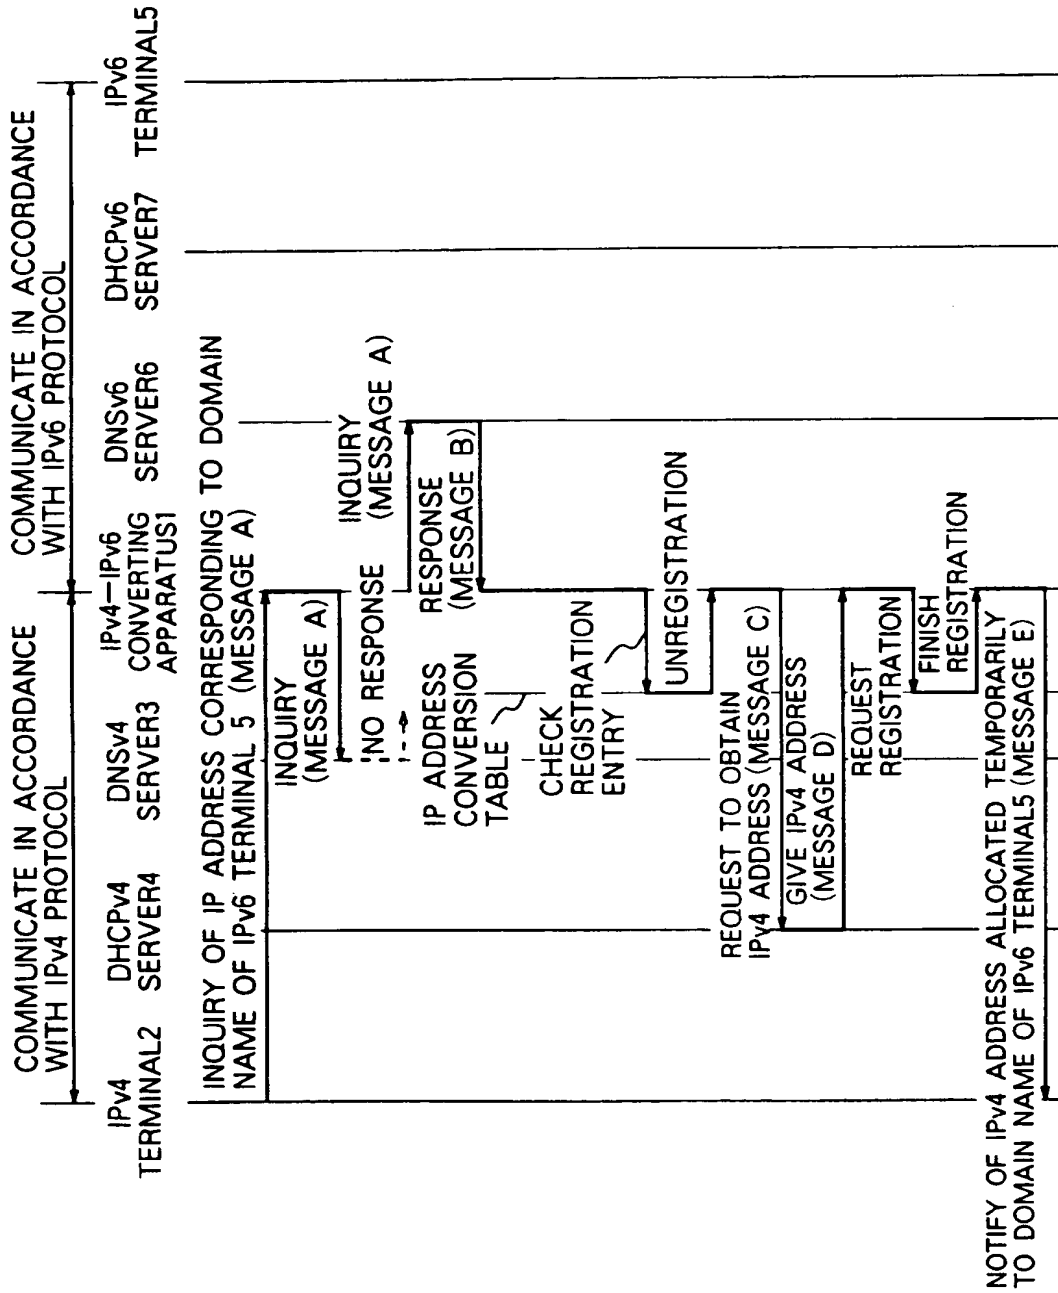 COMMUNICATE IN ACCORDANCE
WITH IPv4 PROTOCOL
COMMUNICATE IN ACCORDANCE
WITH IPv6 PROTOCOL
IPv4
TERMINAL2
DHCPv4
SERVER4
DNSv4
SERVER3
IPv4-IPv6
CONVERTING
APPARATUS1
DNSv6
SERVER6
DHCPv6
SERVER7
IPv6
TERMINAL5
INQUIRY OF IP ADDRESS CORRESPONDING TO DOMAIN
NAME OF IPv6 TERMINAL 5 (MESSAGE A)
INQUIRY
(MESSAGE A)
NO RESPONSE
INQUIRY
(MESSAGE A)
RESPONSE
(MESSAGE B)
IP ADDRESS
CONVERSION
TABLE
CHECK
REGISTRATION
ENTRY
UNREGISTRATION
REQUEST TO OBTAIN
IPv4 ADDRESS (MESSAGE C)
GIVE IPv4 ADDRESS
(MESSAGE D)
REQUEST
REGISTRATION
FINISH
REGISTRATION
NOTIFY OF IPv4 ADDRESS ALLOCATED TEMPORARILY
TO DOMAIN NAME OF IPv6 TERMINAL5 (MESSAGE E)